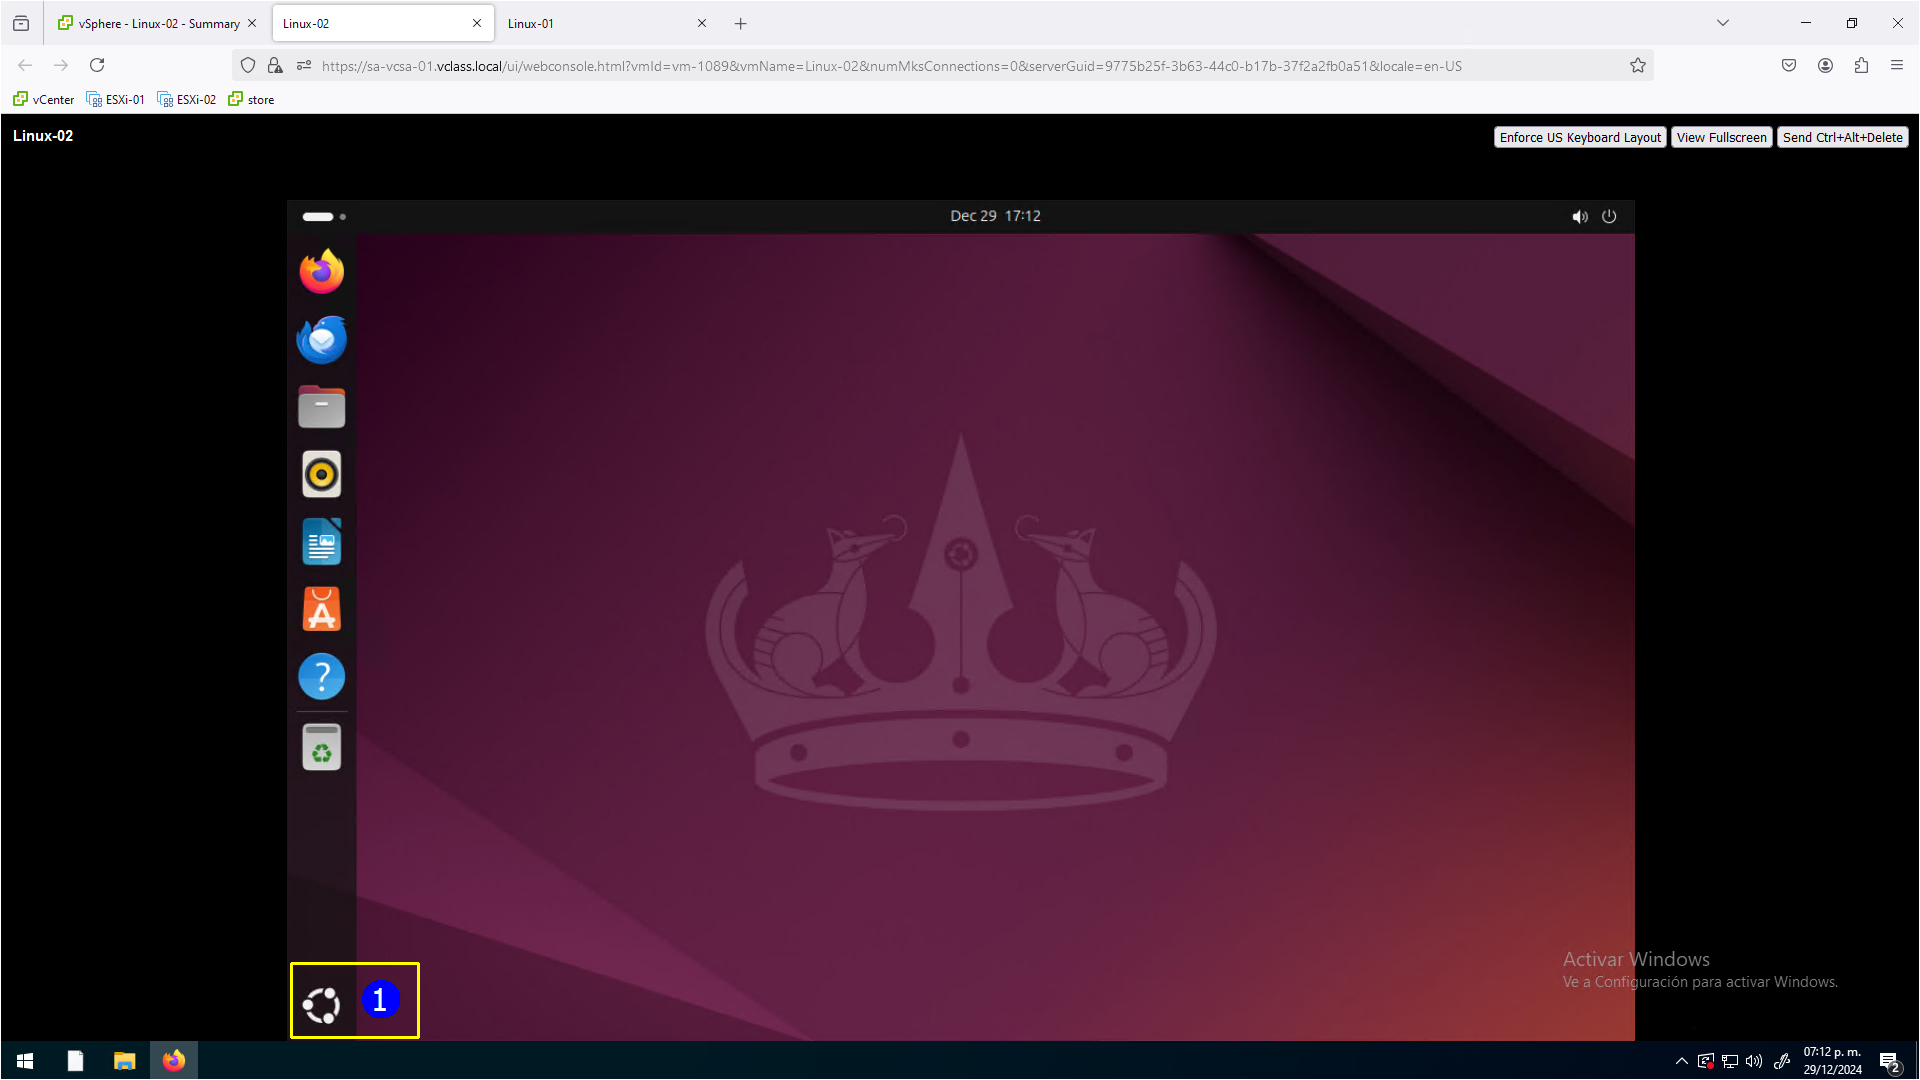 vSphere - Linux-02 - Summary
Linux-02
Linux-01
https://sa-vcsa-01.vclass.local/ui/webconsole.html?vmId=vm-1089&vmName=Linux-02&numMksConnections=0&serverGuid=9775b25f-3b63-44c0-b17b-37f2a2fb0a51&locale=en-US
vCenter
ESXi-01
ESXi-02
store
Linux-02
Enforce US Keyboard Layout
View Fullscreen
Send Ctrl+Alt+Delete
Dec 29 17:12
Activar Windows
Ve a Configuración para activar Windows.
1
07:12 p. m.
29/12/2024
2